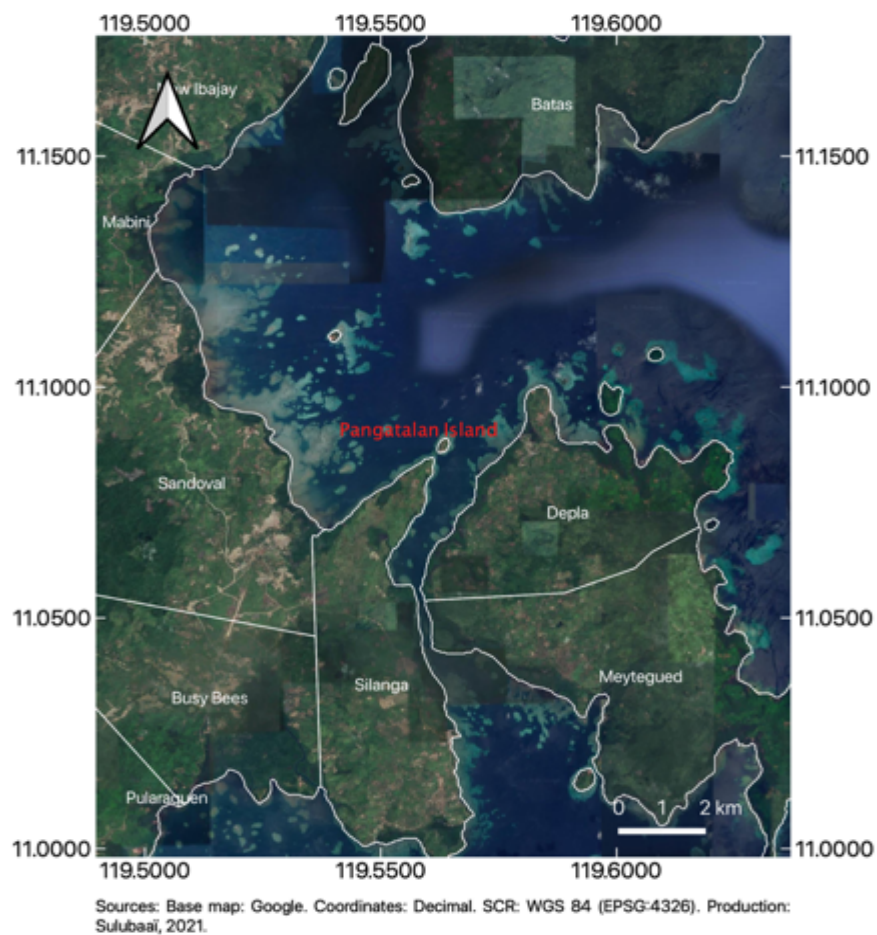 119.5000 119.5500 119.6000
New Ibajay
Batas
11.1500 11.1500
Mabini
11.1000 11.1000
Pangatalan Island
Sandoval
Depla
11.0500 11.0500
Silanga
Meytegued
Busy Bees
Pularaquen
0 1 2 km
11.0000 11.0000
119.5000 119.5500 119.6000
Sources: Base map: Google. Coordinates: Decimal. SCR: WGS 84 (EPSG:4326). Production:
Sulubaaï, 2021.